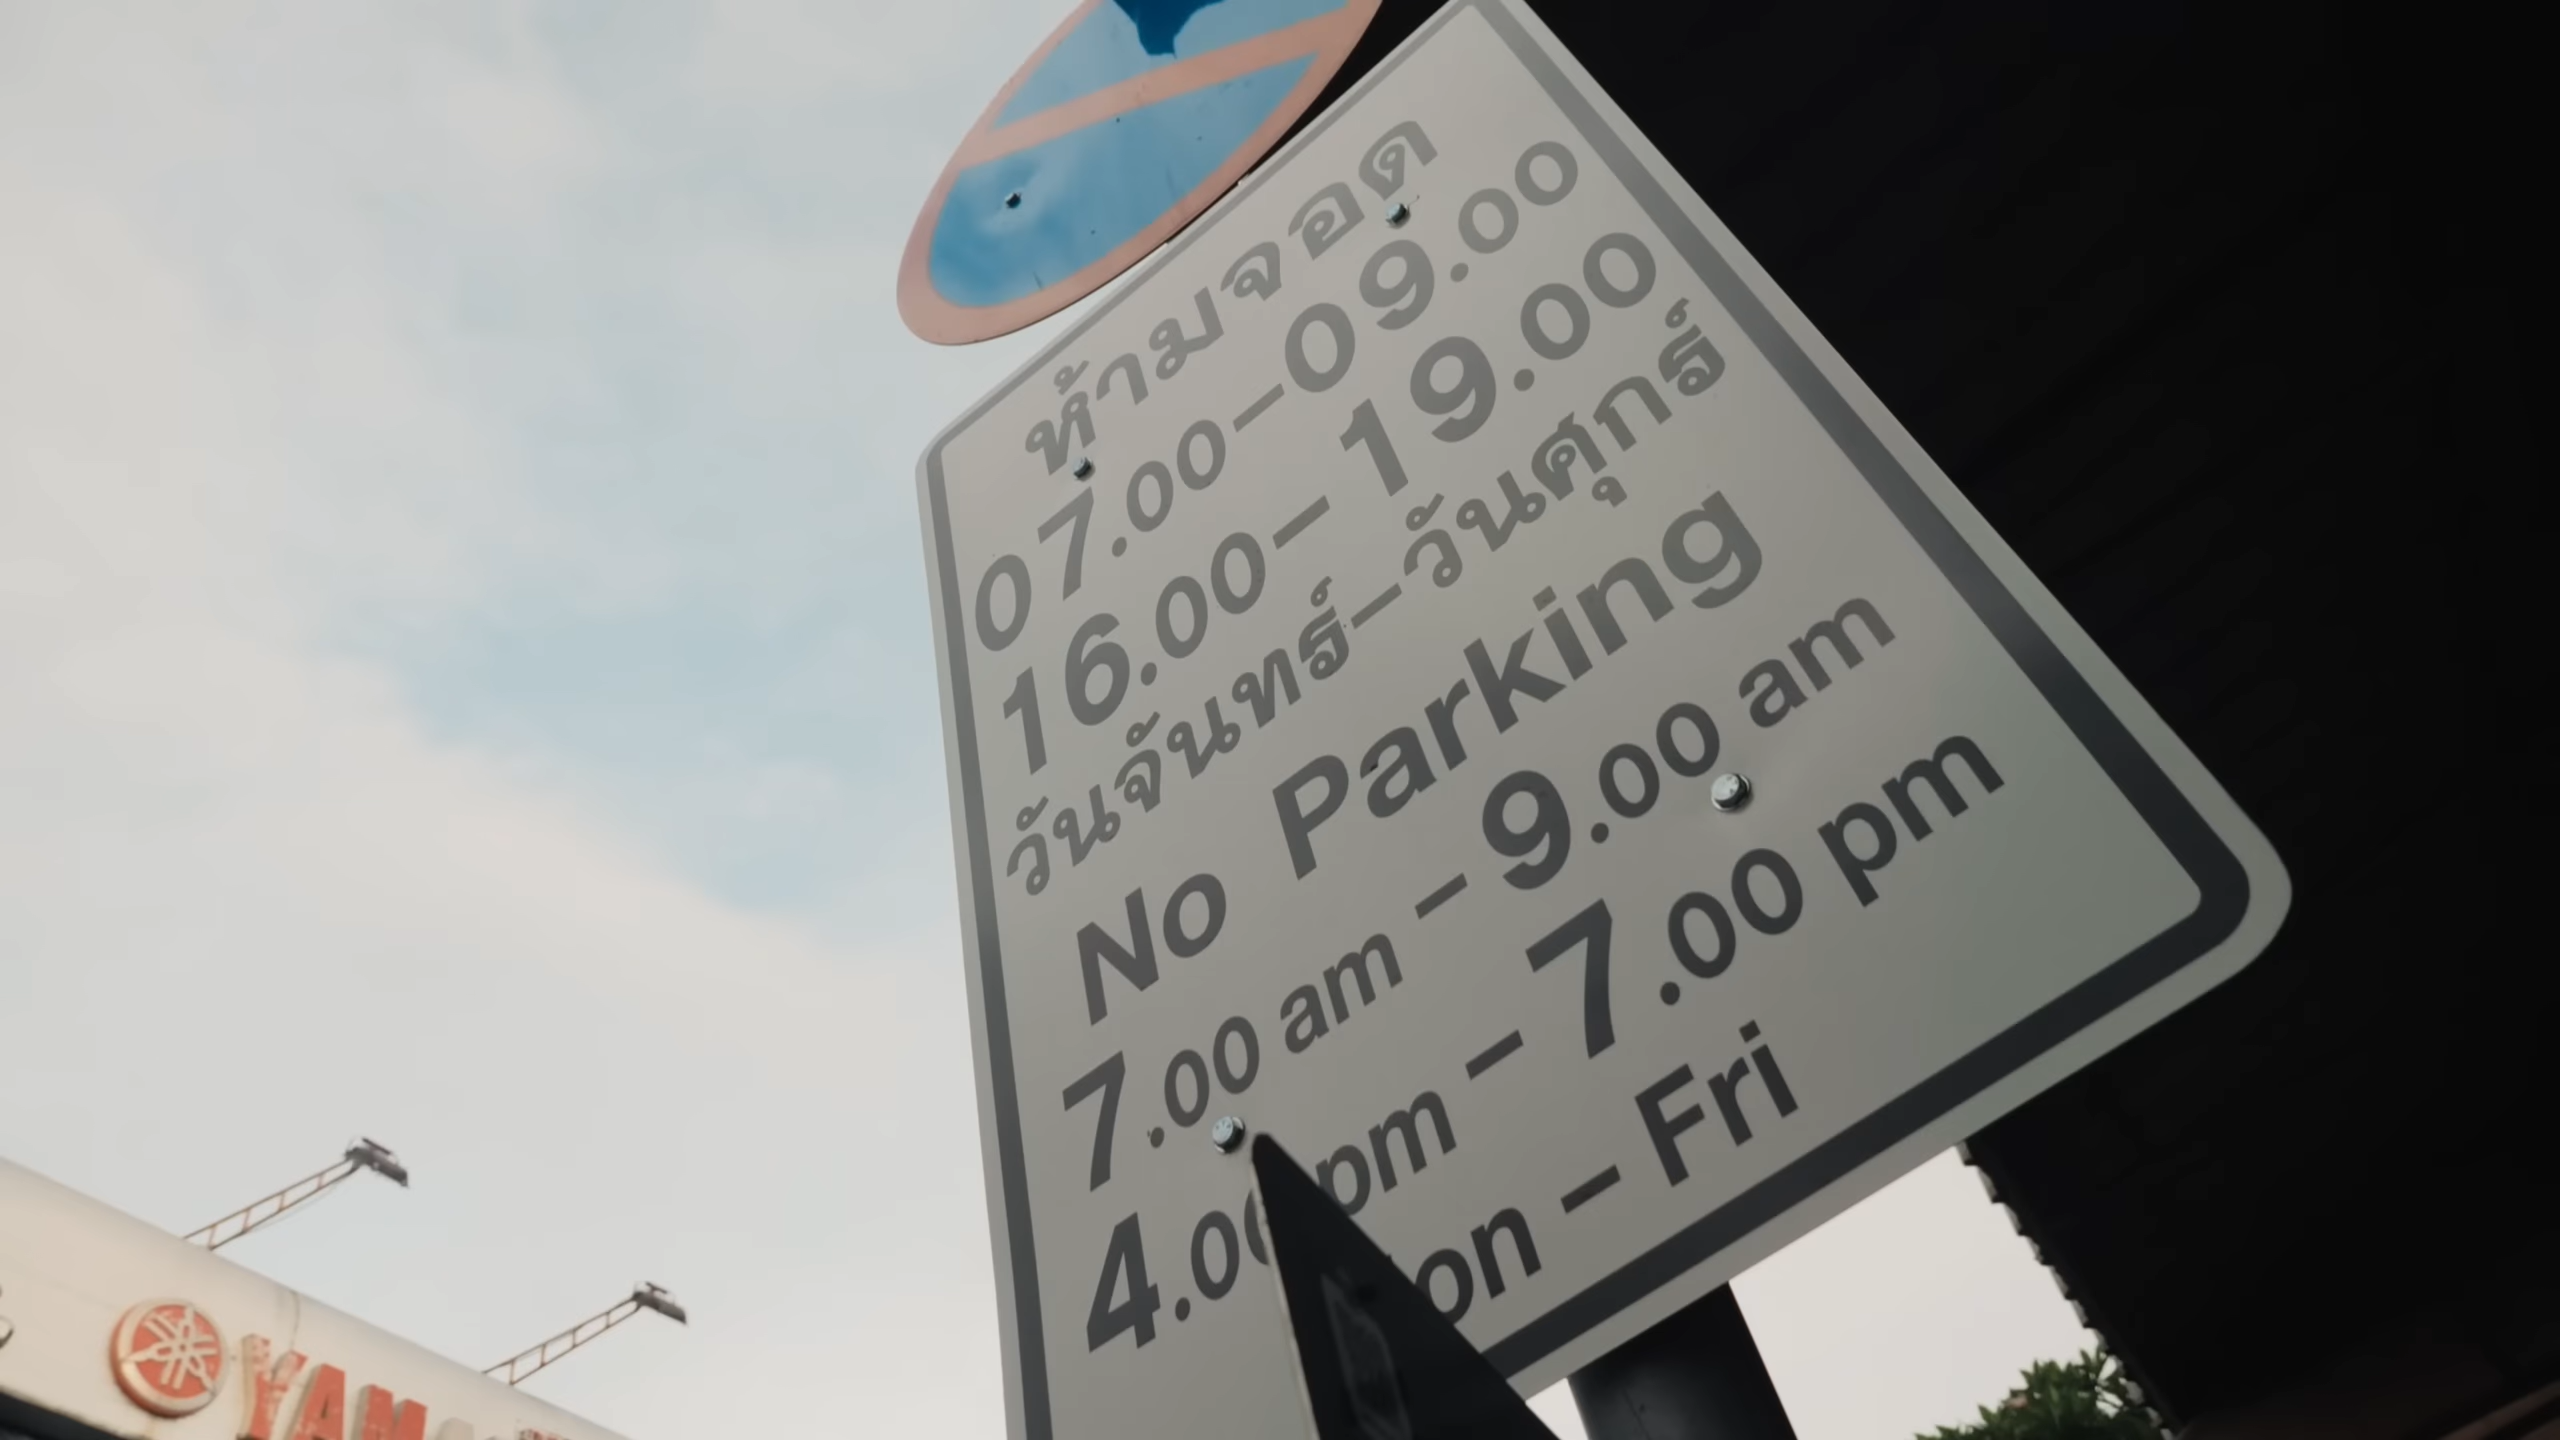 ห้ามจอด
07.00-09.00
16.00-19.00
วันจันทร์-วันศุกร์
No Parking
7.00 am - 9.00 am
4.00 pm - 7.00 pm
on - Fri
YAMA